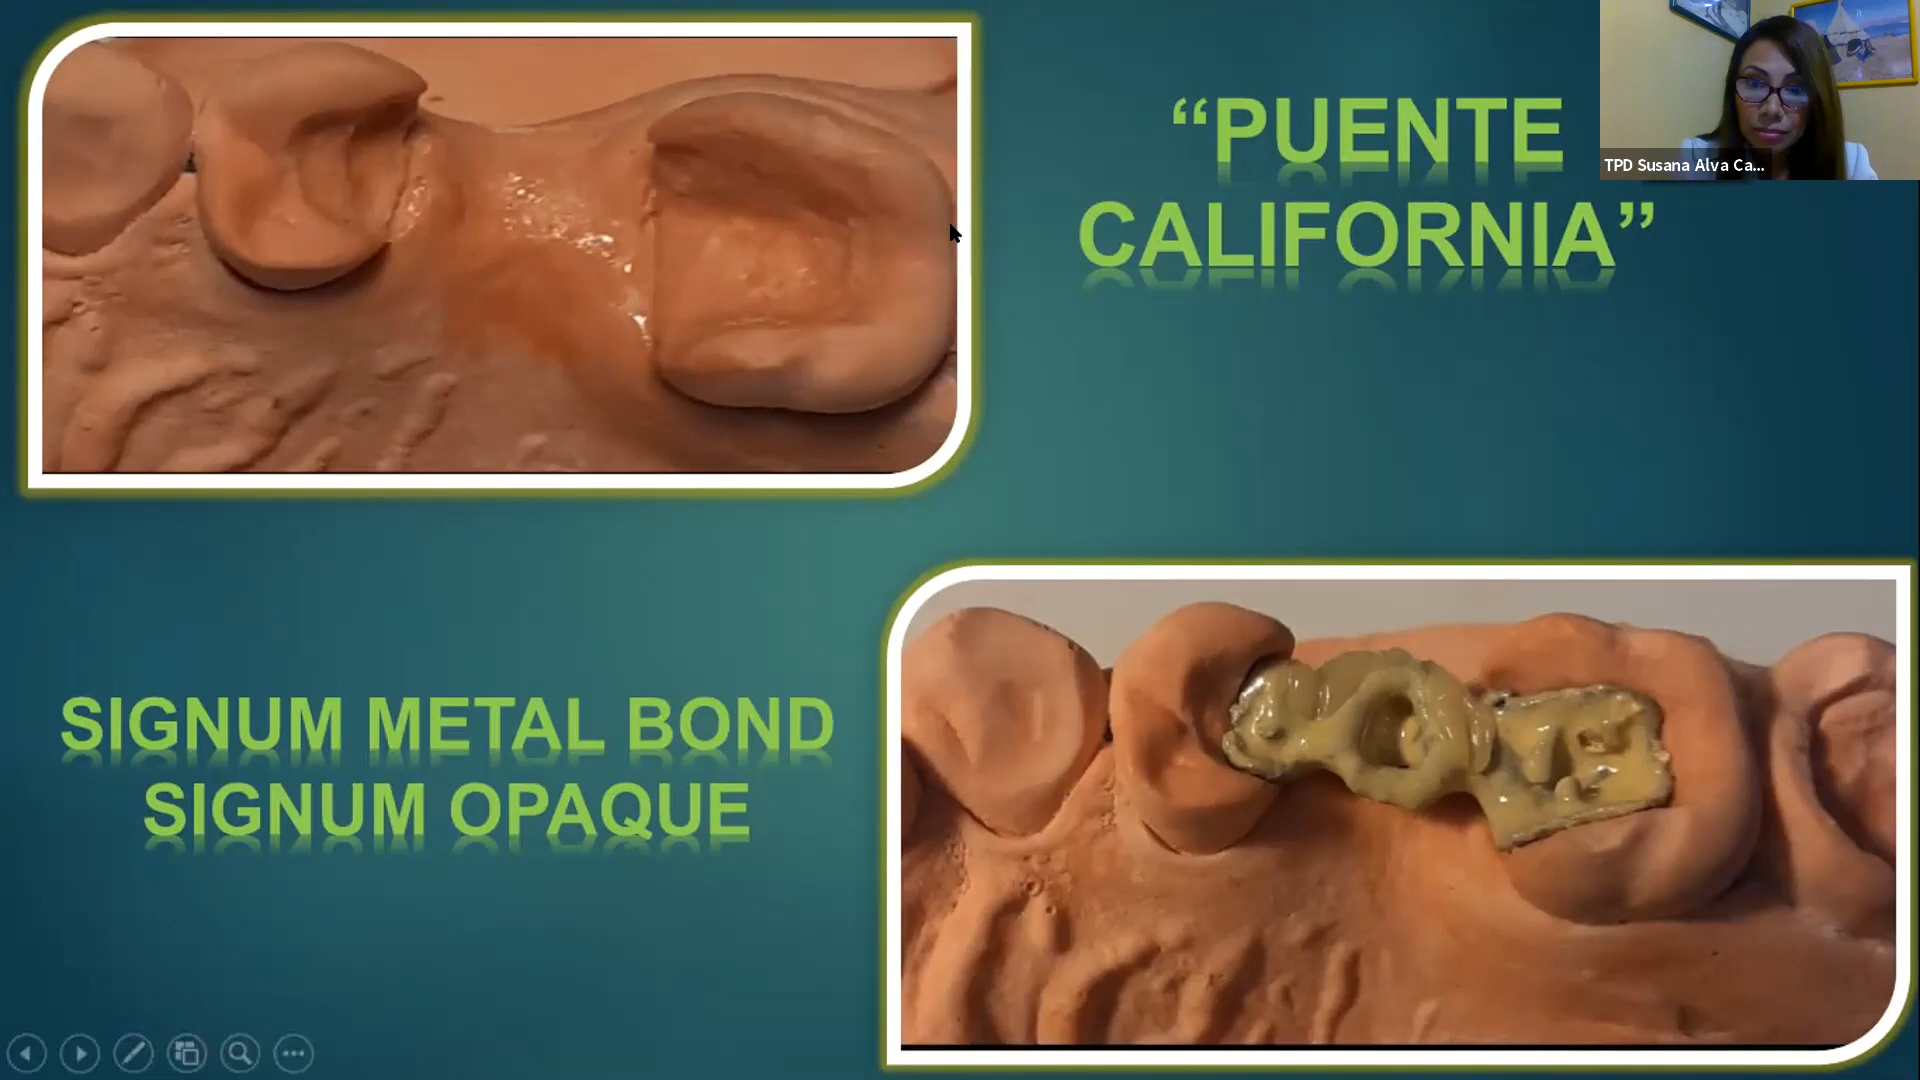 “PUENTE
CALIFORNIA”
TPD Susana Alva Ca...
SIGNUM METAL BOND
SIGNUM OPAQUE